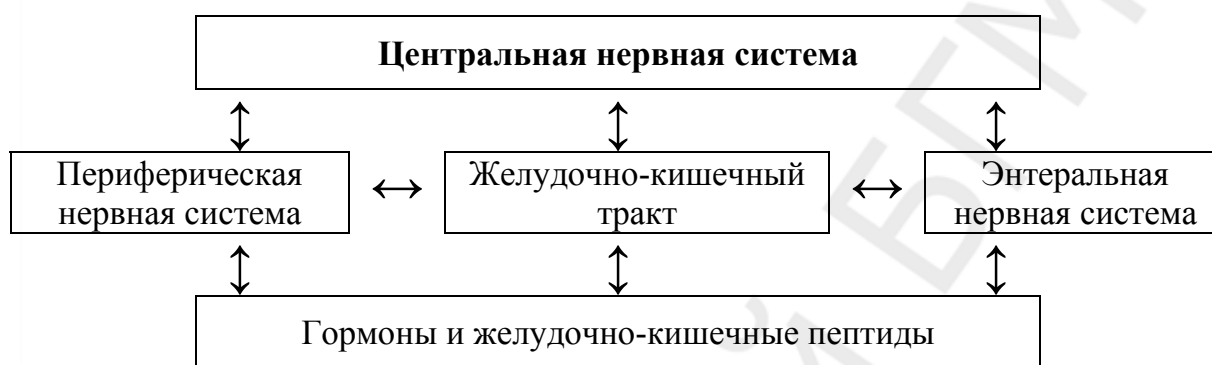 Центральная нервная система
Периферическая
нервная система
Желудочно-кишечный
тракт
Энтеральная
нервная система
Гормоны и желудочно-кишечные пептиды